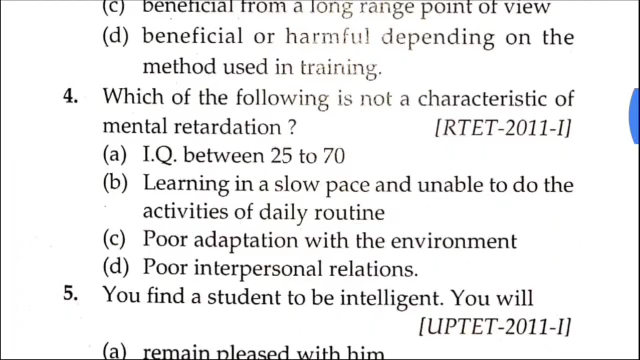 (c) beneficial from a long range point of view
(d) beneficial or harmful depending on the
method used in training.
4. Which of the following is not a characteristic of
mental retardation ? [RTET-2011-I]
(a) I.Q. between 25 to 70
(b) Learning in a slow pace and unable to do the
activities of daily routine
(c) Poor adaptation with the environment
(d) Poor interpersonal relations.
5. You find a student to be intelligent. You will
[UPTET-2011-I]
(a) remain pleased with him